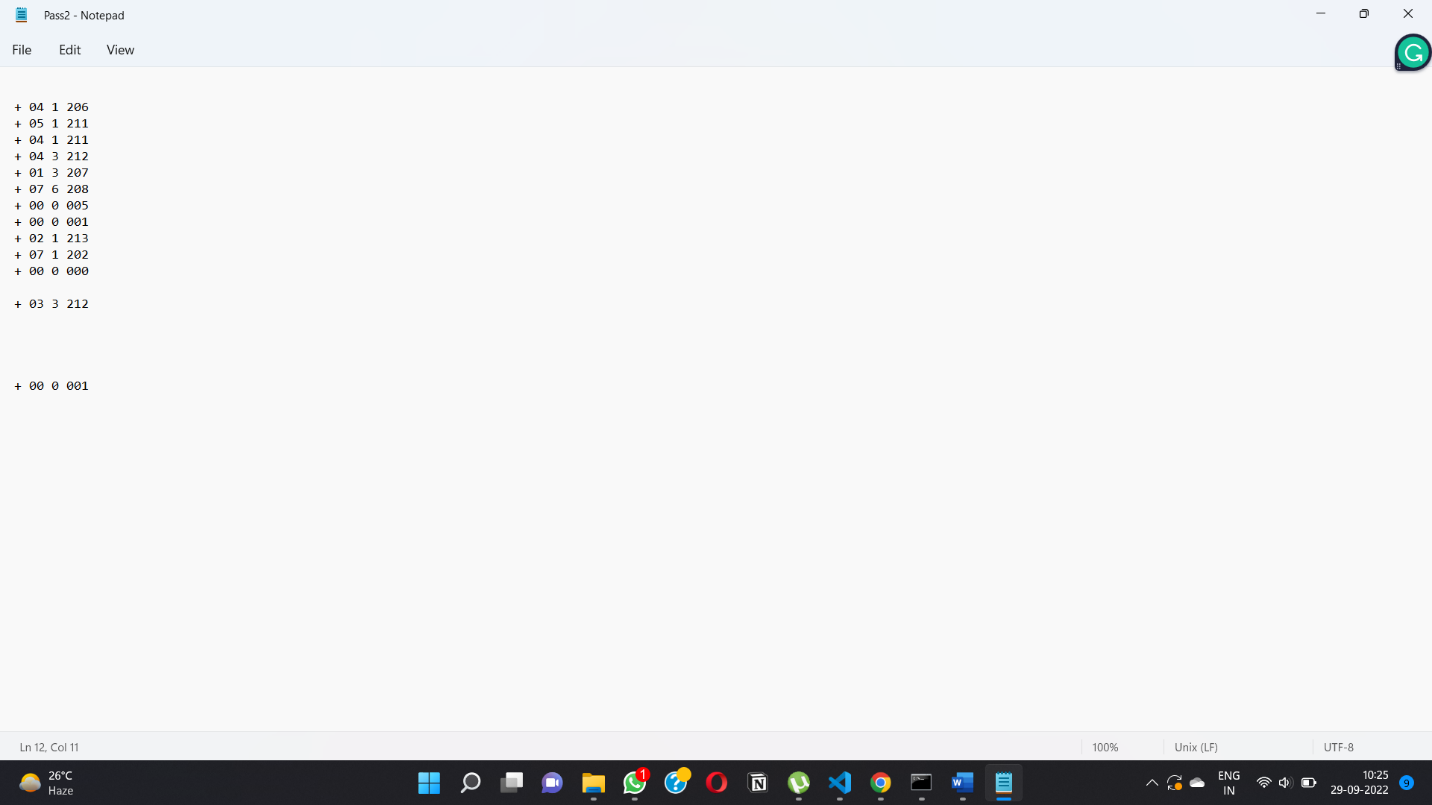 Pass2 - Notepad
File Edit View
+ 04 1 206
+ 05 1 211
+ 04 1 211
+ 04 3 212
+ 01 3 207
+ 07 6 208
+ 00 0 005
+ 00 0 001
+ 02 1 213
+ 07 1 202
+ 00 0 000
+ 03 3 212
+ 00 0 001
Ln 12, Col 11 100% Unix (LF) UTF-8
26°C
Haze
1
ENG
IN
10:25
29-09-2022
9